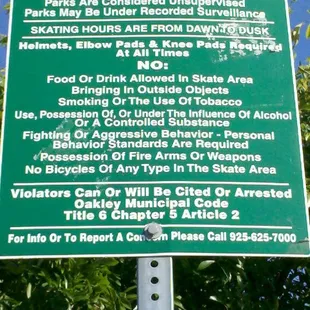 Parks Are Considered Unsupervised
Parks May Be Under Recorded Surveillance
SKATING HOURS ARE FROM DAWN TO DUSK
Helmets, Elbow Pads & Knee Pads Required
At All Times
NO:
Food Or Drink Allowed In Skate Area
Bringing In Outside Objects
Smoking Or The Use Of Tobacco
Use, Possession Of, Or Under The Influence Of Alcohol
Or A Controlled Substance
Fighting Or Aggressive Behavior - Personal
Behavior Standards Are Required
Possession Of Fire Arms Or Weapons
No Bicycles Of Any Type In The Skate Area
Violators Can Or Will Be Cited Or Arrested
Oakley Municipal Code
Title 6 Chapter 5 Article 2
For Info Or To Report A Concern Please Call 925-625-7000